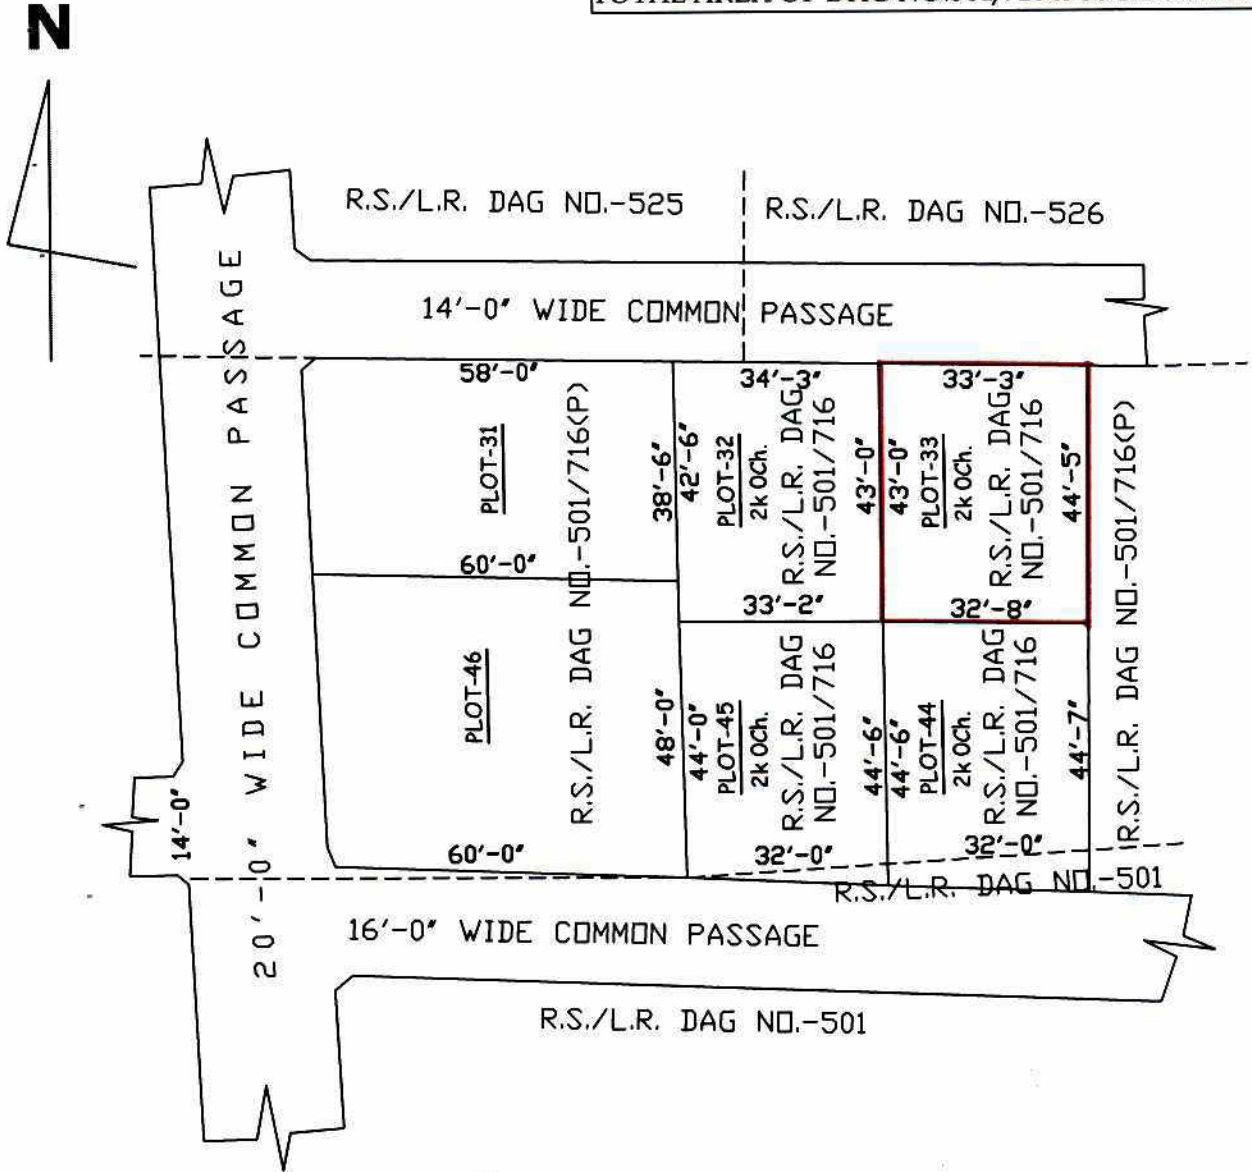 TOTAL AREA OF DAG NO.
N
R.S./L.R. DAG NO.-525
R.S./L.R. DAG NO.-526
14'-0" WIDE COMMON PASSAGE
20'-0" WIDE COMMON PASSAGE
58'-0"
PLOT-31
60'-0"
38'-6"
R.S./L.R. DAG NO.-501/716(P)
34'-3"
42'-6"
PLOT-32
2k 0Ch.
R.S./L.R. DAG
NO.-501/716
43'-0"
33'-2"
33'-3"
43'-0"
PLOT-33
2k 0Ch.
R.S./L.R. DAG
NO.-501/716
44'-5"
32'-8"
R.S./L.R. DAG NO.-501/716(P)
PLOT-46
48'-0"
60'-0"
44'-0"
PLOT-45
2k 0Ch.
R.S./L.R. DAG
NO.-501/716
44'-6"
32'-0"
44'-6"
PLOT-44
2k 0Ch.
R.S./L.R. DAG
NO.-501/716
44'-7"
32'-0"
14'-0"
R.S./L.R. DAG NO.-501
16'-0" WIDE COMMON PASSAGE
R.S./L.R. DAG NO.-501